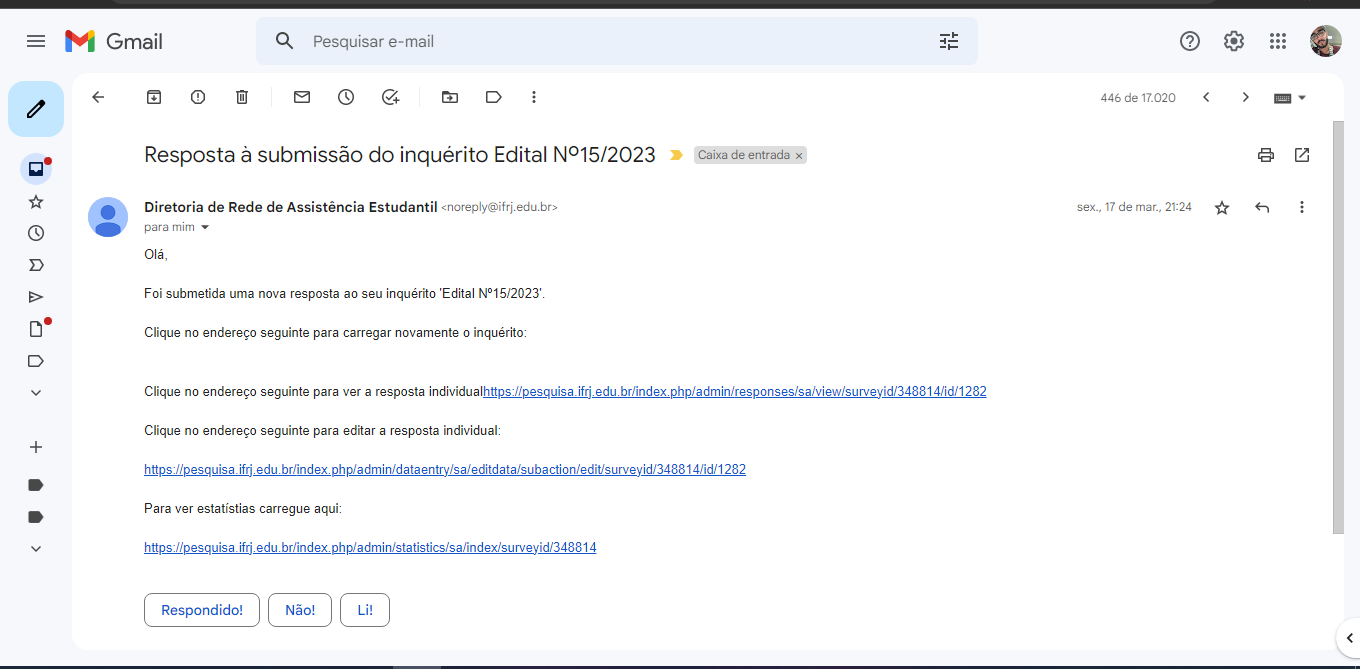 Gmail
Pesquisar e-mail
446 de 17.020
Resposta à submissão do inquérito Edital Nº15/2023
Caixa de entrada ×
Diretoria de Rede de Assistência Estudantil <noreply@ifrj.edu.br>
sex., 17 de mar., 21:24
para mim
Olá,
Foi submetida uma nova resposta ao seu inquérito 'Edital Nº15/2023'.
Clique no endereço seguinte para carregar novamente o inquérito:
Clique no endereço seguinte para ver a resposta individualhttps://pesquisa.ifrj.edu.br/index.php/admin/responses/sa/view/surveyid/348814/id/1282
Clique no endereço seguinte para editar a resposta individual:
https://pesquisa.ifrj.edu.br/index.php/admin/dataentry/sa/editdata/subaction/edit/surveyid/348814/id/1282
Para ver estatístias carregue aqui:
https://pesquisa.ifrj.edu.br/index.php/admin/statistics/sa/index/surveyid/348814
Respondido! Não! Li!